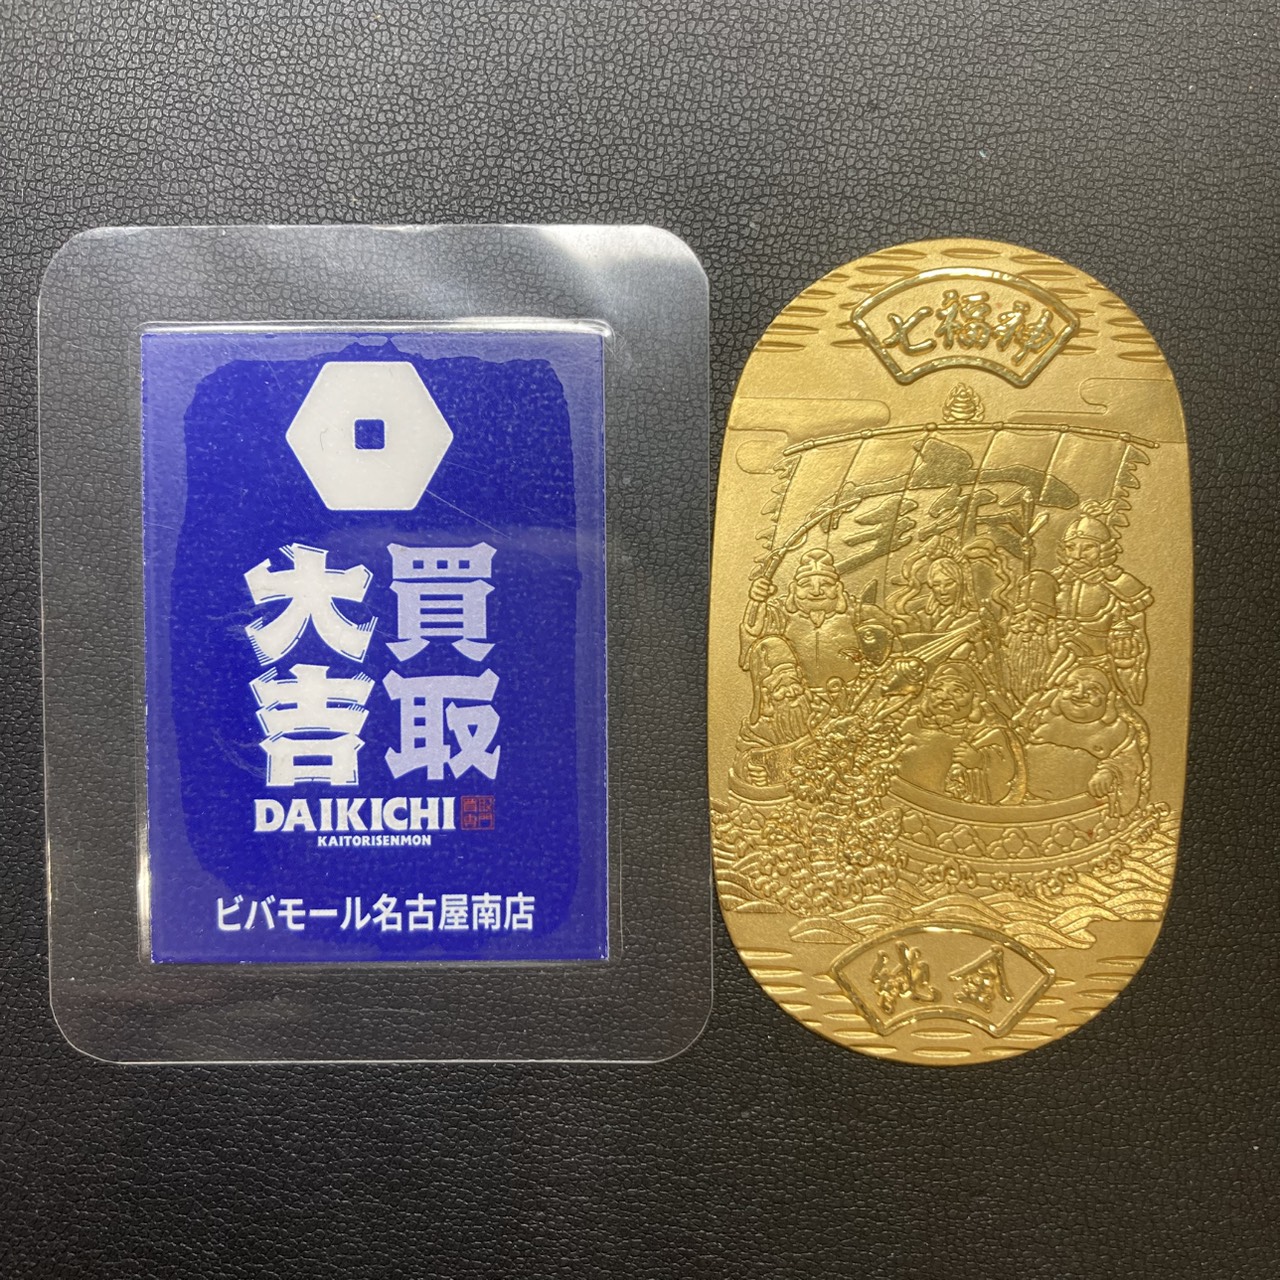 買取
大吉
DAIKICHI
KAITORISENMON
ビバモール名古屋南店
七福神
宝
純金